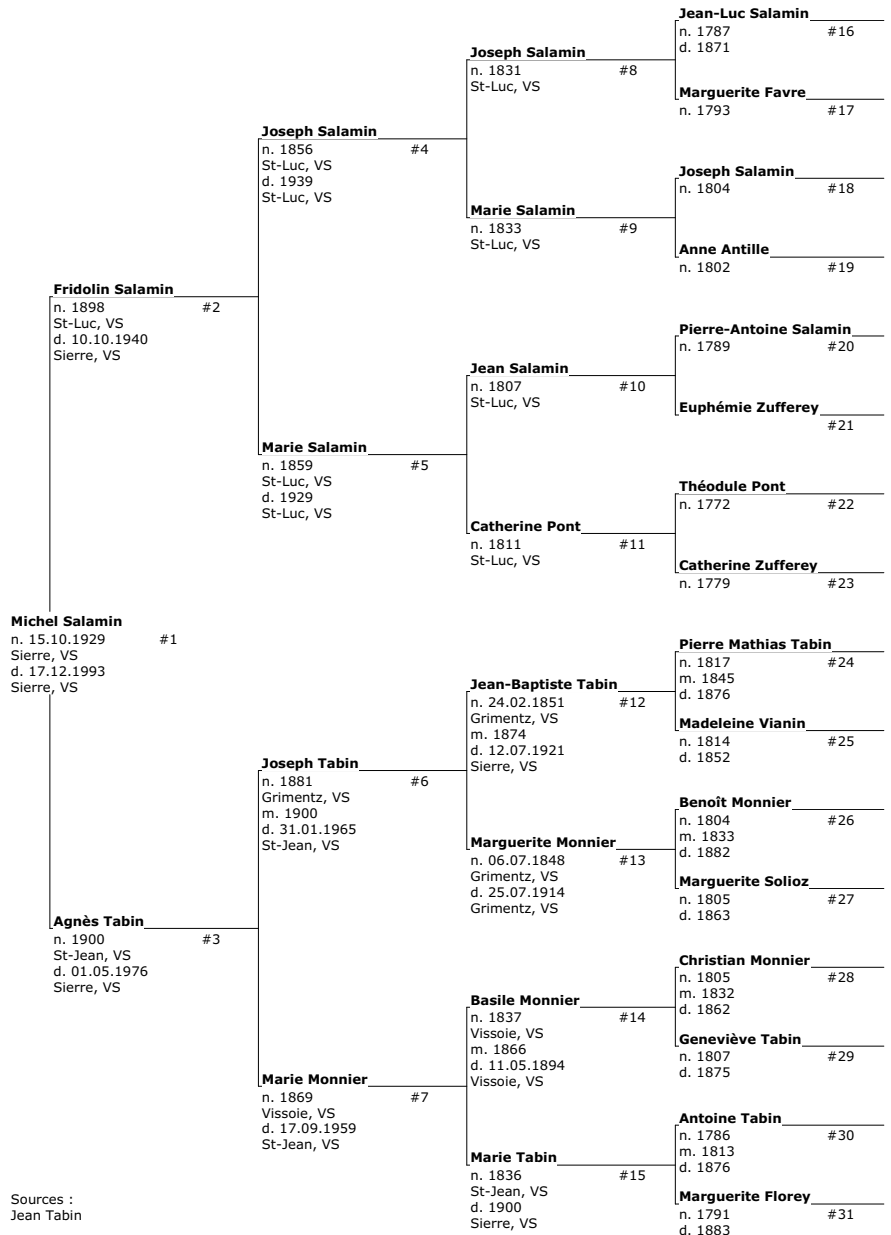 Jean-Luc Salamin
n. 1787 #16
d. 1871
Joseph Salamin
n. 1831 #8
St-Luc, VS
Marguerite Favre
n. 1793 #17
Joseph Salamin
n. 1856 #4
St-Luc, VS
d. 1939
St-Luc, VS
Joseph Salamin
n. 1804 #18
Marie Salamin
n. 1833 #9
St-Luc, VS
Anne Antille
n. 1802 #19
Fridolin Salamin
n. 1898 #2
St-Luc, VS
d. 10.10.1940
Sierre, VS
Pierre-Antoine Salamin
n. 1789 #20
Jean Salamin
n. 1807 #10
St-Luc, VS
Euphémie Zufferey
#21
Marie Salamin
n. 1859 #5
St-Luc, VS
d. 1929
St-Luc, VS
Théodule Pont
n. 1772 #22
Catherine Pont
n. 1811 #11
St-Luc, VS
Catherine Zufferey
n. 1779 #23
Michel Salamin
n. 15.10.1929 #1
Sierre, VS
d. 17.12.1993
Sierre, VS
Pierre Mathias Tabin
n. 1817 #24
m. 1845
d. 1876
Jean-Baptiste Tabin
n. 24.02.1851 #12
Grimentz, VS
m. 1874
d. 12.07.1921
Sierre, VS
Madeleine Vianin
n. 1814 #25
d. 1852
Joseph Tabin
n. 1881 #6
Grimentz, VS
m. 1900
d. 31.01.1965
St-Jean, VS
Benoît Monnier
n. 1804 #26
m. 1833
d. 1882
Marguerite Monnier
n. 06.07.1848 #13
Grimentz, VS
d. 25.07.1914
Grimentz, VS
Marguerite Solioz
n. 1805 #27
d. 1863
Agnès Tabin
n. 1900 #3
St-Jean, VS
d. 01.05.1976
Sierre, VS
Christian Monnier
n. 1805 #28
m. 1832
d. 1862
Basile Monnier
n. 1837 #14
Vissoie, VS
m. 1866
d. 11.05.1894
Vissoie, VS
Geneviève Tabin
n. 1807 #29
d. 1875
Marie Monnier
n. 1869 #7
Vissoie, VS
d. 17.09.1959
St-Jean, VS
Antoine Tabin
n. 1786 #30
m. 1813
d. 1876
Marie Tabin
n. 1836 #15
St-Jean, VS
d. 1900
Sierre, VS
Marguerite Florey
n. 1791 #31
d. 1883
Sources :
Jean Tabin